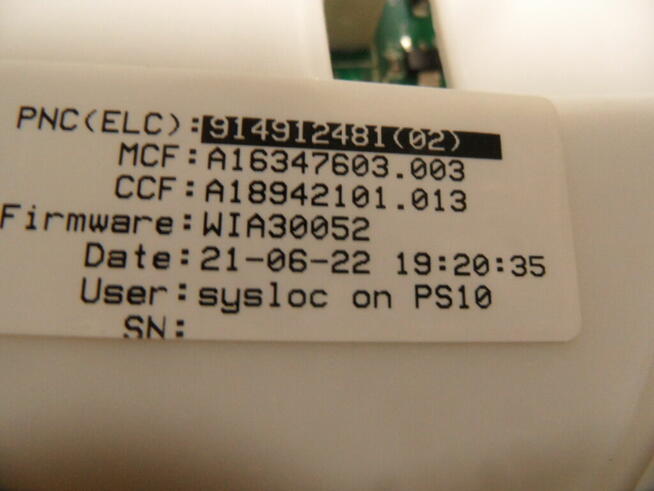 PNC(ELC):914912481(02)
MCF:A16347603.003
CCF:A18942101.013
Firmware:WIA30052
Date:21-06-22 19:20:35
User:sysloc on PS10
SN: